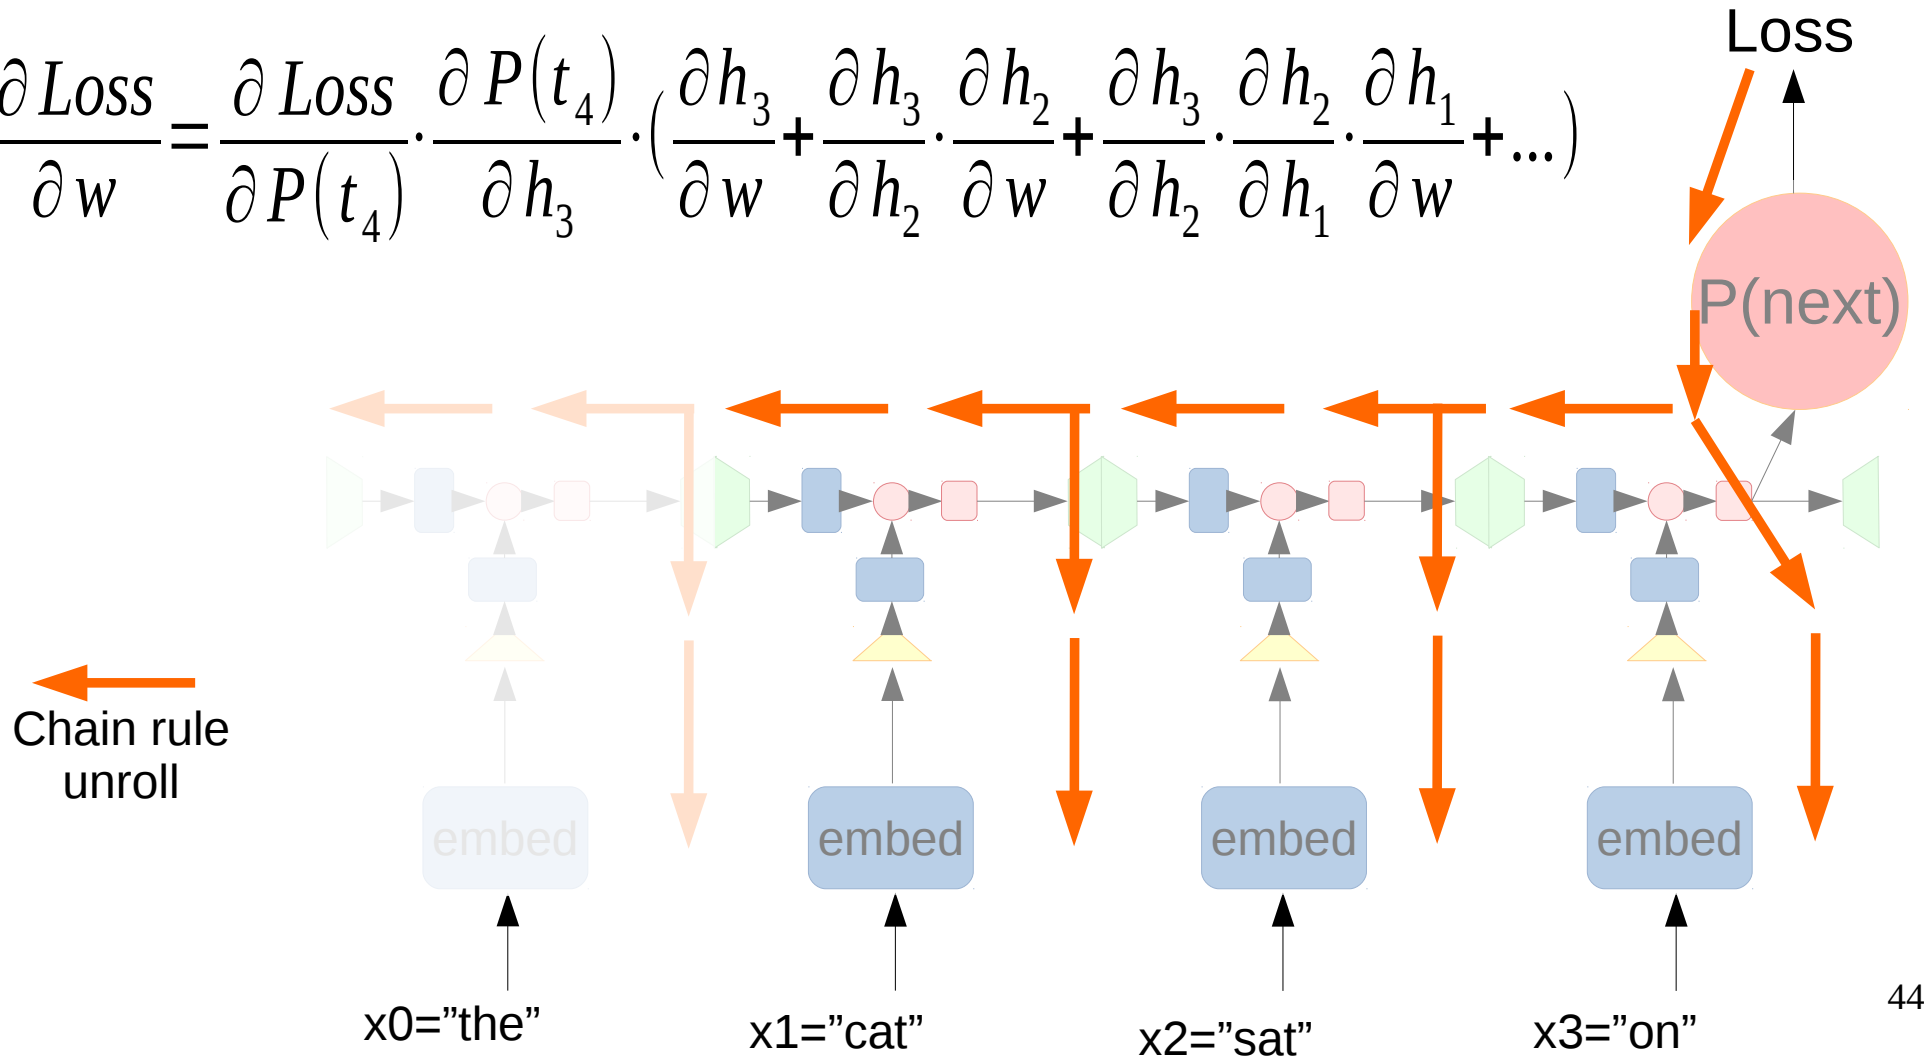 Loss
∂Loss/∂w = ∂Loss/∂P(t₄) · ∂P(t₄)/∂h₃ · (∂h₃/∂w + ∂h₃/∂h₂ · ∂h₂/∂w + ∂h₃/∂h₂ · ∂h₂/∂h₁ · ∂h₁/∂w + ...)
P(next)
Chain rule
unroll
embed
embed
embed
embed
x0=”the”
x1=”cat”
x2=”sat”
x3=”on”
44